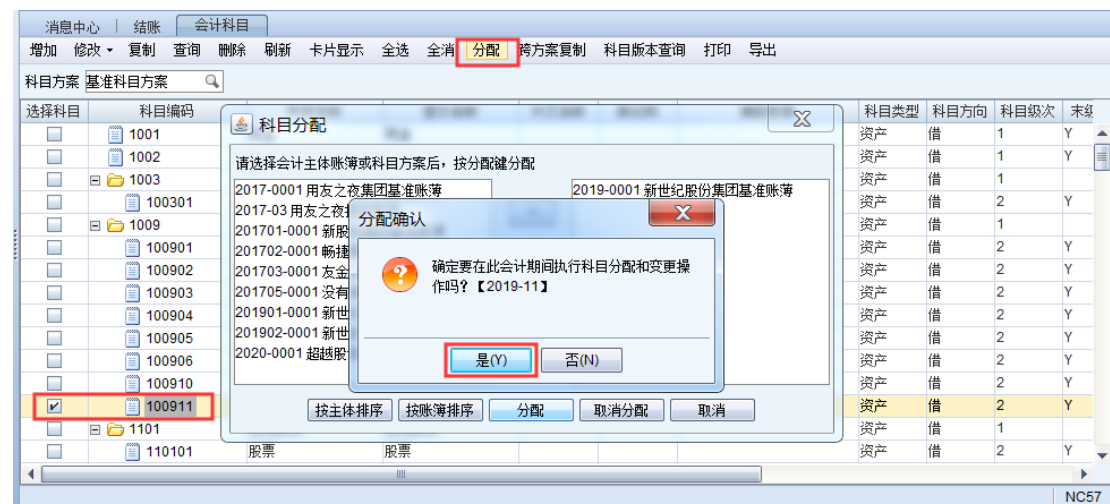 消息中心 | 结账 会计科目
增加 修改 复制 查询 删除 刷新 卡片显示 全选 全消 分配 跨方案复制 科目版本查询 打印 导出
科目方案 基准科目方案
选择科目 科目编码 科目类型 科目方向 科目级次 末级
1001 资产 借 1 Y
1002 资产 借 1 Y
1003 资产 借 1
100301 资产 借 2 Y
1009 资产 借 1
100901 资产 借 2 Y
100902 资产 借 2 Y
100903 资产 借 2 Y
100904 资产 借 2 Y
100905 资产 借 2 Y
100906 资产 借 2 Y
100910 资产 借 2 Y
100911 资产 借 2 Y
1101 资产 借 1
110101 股票 股票 资产 借 2 Y
科目分配
请选择会计主体账簿或科目方案后，按分配键分配
2017-0001 用友之夜集团基准账薄
2017-03 用友之夜
201701-0001 新股
201702-0001 畅捷
201703-0001 友金
201705-0001 没有
201901-0001 新世
201902-0001 新世
2020-0001 超越股
2019-0001 新世纪股份集团基准账薄
按主体排序 按账簿排序 分配 取消分配 取消
分配确认
确定要在此会计期间执行科目分配和变更操
作吗?【2019-11】
是(Y) 否(N)
NC57